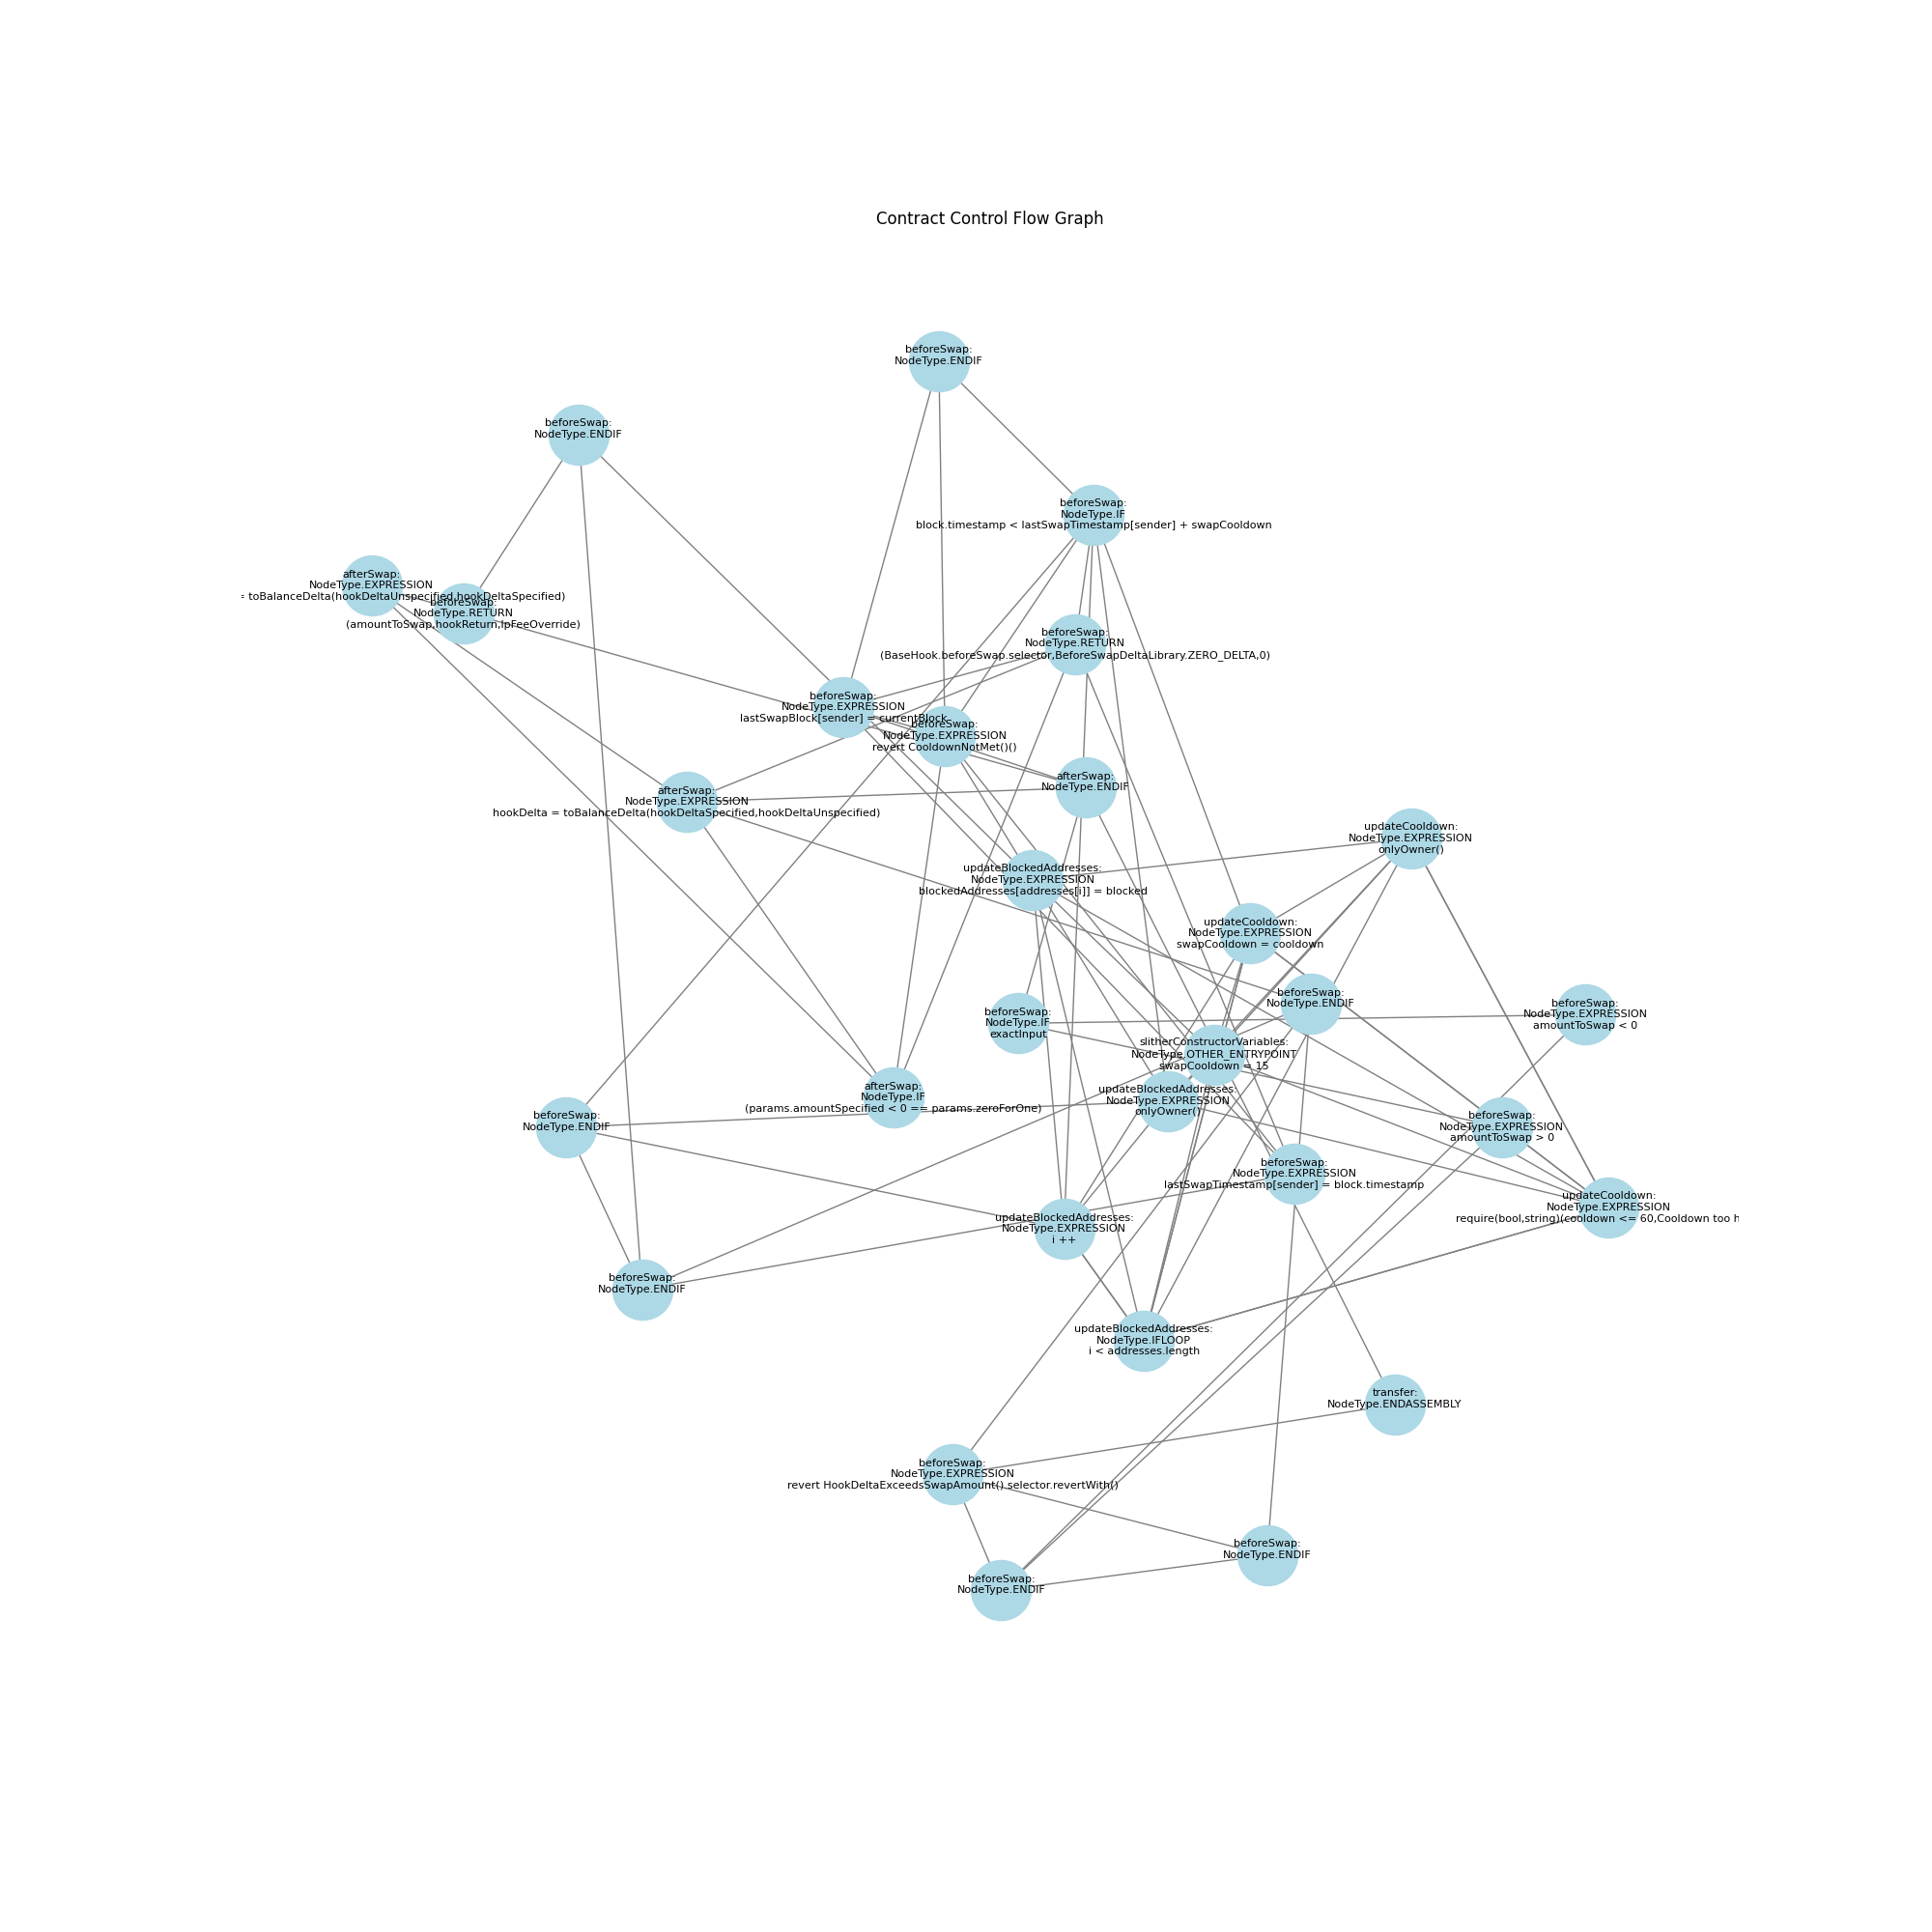 Contract Control Flow Graph
beforeSwap:
NodeType.ENDIF
beforeSwap:
NodeType.ENDIF
beforeSwap:
NodeType.IF
block.timestamp < lastSwapTimestamp[sender] + swapCooldown
afterSwap:
NodeType.EXPRESSION
= toBalanceDelta(hookDeltaUnspecified,hookDeltaSpecified)
beforeSwap:
NodeType.RETURN
(amountToSwap,hookReturn,lpFeeOverride)
beforeSwap:
NodeType.RETURN
(BaseHook.beforeSwap.selector,BeforeSwapDeltaLibrary.ZERO_DELTA,0)
beforeSwap:
NodeType.EXPRESSION
lastSwapBlock[sender] = currentBlock
beforeSwap:
NodeType.EXPRESSION
revert CooldownNotMet()()
afterSwap:
NodeType.ENDIF
afterSwap:
NodeType.EXPRESSION
hookDelta = toBalanceDelta(hookDeltaSpecified,hookDeltaUnspecified)
updateCooldown:
NodeType.EXPRESSION
onlyOwner()
updateBlockedAddresses:
NodeType.EXPRESSION
blockedAddresses[addresses[i]] = blocked
updateCooldown:
NodeType.EXPRESSION
swapCooldown = cooldown
beforeSwap:
NodeType.ENDIF
beforeSwap:
NodeType.EXPRESSION
amountToSwap < 0
beforeSwap:
NodeType.IF
exactInput
slitherConstructorVariables:
NodeType.OTHER_ENTRYPOINT
swapCooldown = 15
afterSwap:
NodeType.IF
(params.amountSpecified < 0 == params.zeroForOne)
updateBlockedAddresses:
NodeType.EXPRESSION
onlyOwner()
beforeSwap:
NodeType.ENDIF
beforeSwap:
NodeType.EXPRESSION
amountToSwap > 0
beforeSwap:
NodeType.EXPRESSION
lastSwapTimestamp[sender] = block.timestamp
updateCooldown:
NodeType.EXPRESSION
require(bool,string)(cooldown <= 60,Cooldown too h
updateBlockedAddresses:
NodeType.EXPRESSION
i ++
beforeSwap:
NodeType.ENDIF
updateBlockedAddresses:
NodeType.IFLOOP
i < addresses.length
transfer:
NodeType.ENDASSEMBLY
beforeSwap:
NodeType.EXPRESSION
revert HookDeltaExceedsSwapAmount() selector.revertWith()
beforeSwap:
NodeType.ENDIF
beforeSwap:
NodeType.ENDIF